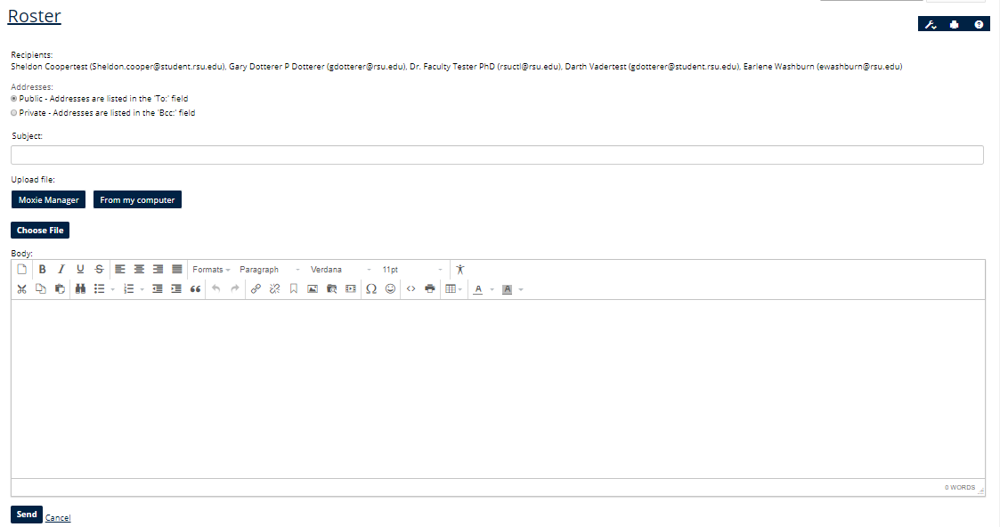 Roster
Recipients:
Sheldon Coopertest (Sheldon.cooper@student.rsu.edu), Gary Dotterer P Dotterer (gdotterer@rsu.edu), Dr. Faculty Tester PhD (rsuctl@rsu.edu), Darth Vadertest (gdotterer@student.rsu.edu), Earlene Washburn (ewashburn@rsu.edu)
Addresses:
Public - Addresses are listed in the 'To:' field
Private - Addresses are listed in the 'Bcc:' field
Subject:
Upload file:
Moxie Manager From my computer
Choose File
Body:
B I U S Formats Paragraph Verdana 11pt
A A
0 WORDS
Send Cancel